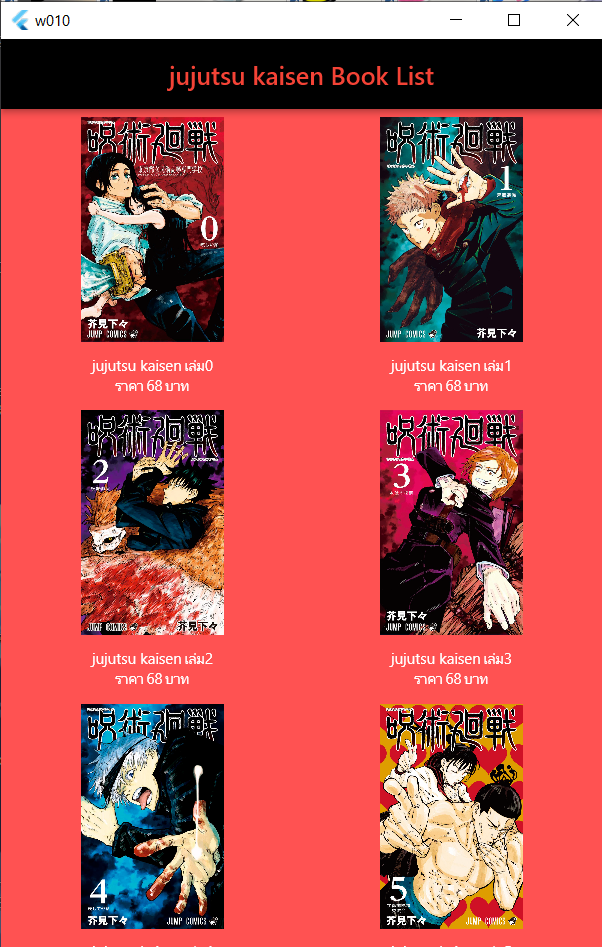 w010
jujutsu kaisen Book List
呪術廻戦
0
芥見下々
JUMP COMICS
呪術廻戦
1
JUMP COMICS
芥見下々
jujutsu kaisen เล่ม0
ราคา 68 บาท
jujutsu kaisen เล่ม1
ราคา 68 บาท
呪術廻戦
2
JUMP COMICS
芥見下々
呪術廻戦
3
芥見下々
JUMP COMICS
jujutsu kaisen เล่ม2
ราคา 68 บาท
jujutsu kaisen เล่ม3
ราคา 68 บาท
呪術廻戦
4
芥見下々
JUMP COMICS
呪術廻戦
5
芥見下々
JUMP COMICS